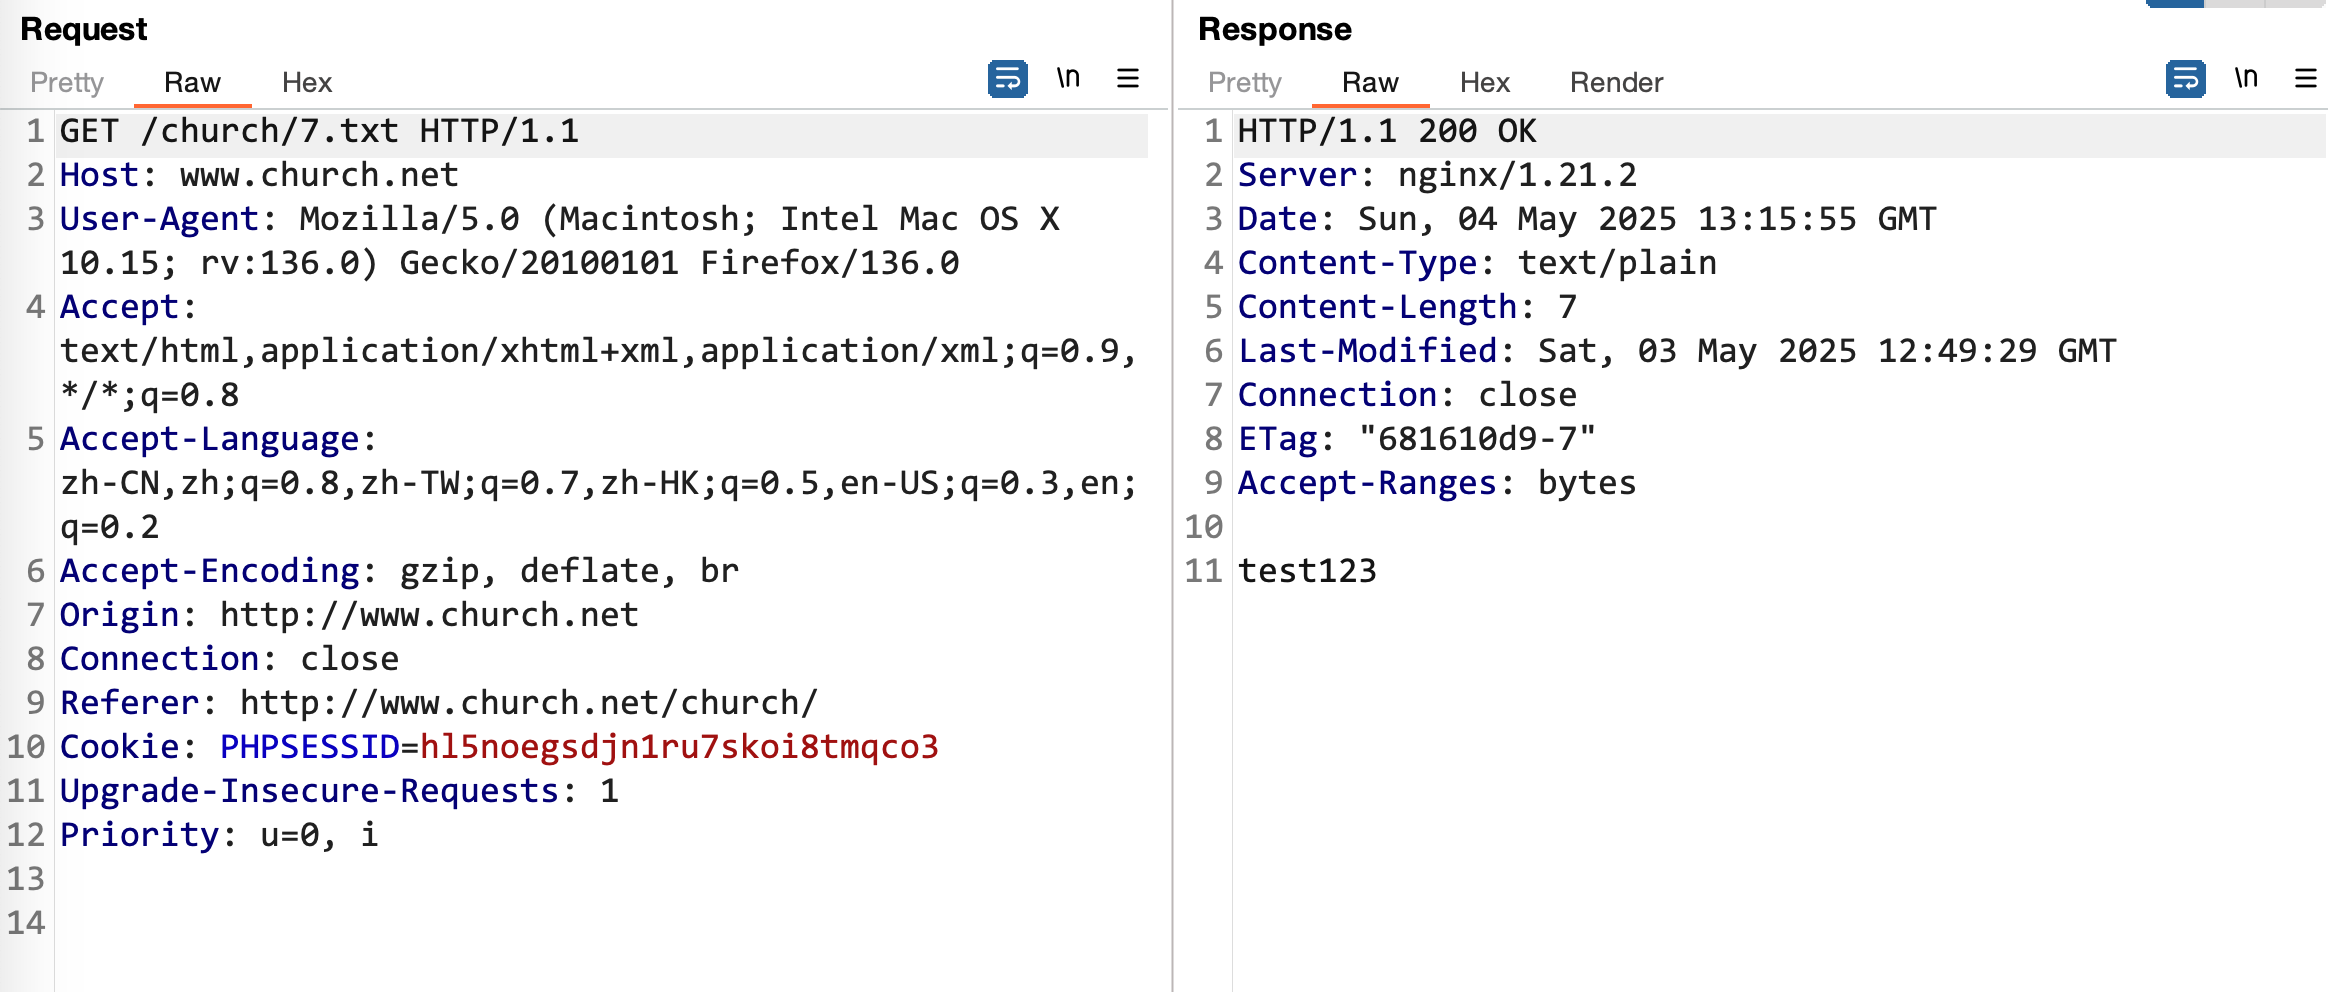 Request
Pretty Raw Hex \n
1 GET /church/7.txt HTTP/1.1
2 Host: www.church.net
3 User-Agent: Mozilla/5.0 (Macintosh; Intel Mac OS X
10.15; rv:136.0) Gecko/20100101 Firefox/136.0
4 Accept:
text/html,application/xhtml+xml,application/xml;q=0.9,
*/*;q=0.8
5 Accept-Language:
zh-CN,zh;q=0.8,zh-TW;q=0.7,zh-HK;q=0.5,en-US;q=0.3,en;
q=0.2
6 Accept-Encoding: gzip, deflate, br
7 Origin: http://www.church.net
8 Connection: close
9 Referer: http://www.church.net/church/
10 Cookie: PHPSESSID=hl5noegsdjn1ru7skoi8tmqco3
11 Upgrade-Insecure-Requests: 1
12 Priority: u=0, i
13
14
Response
Pretty Raw Hex Render \n
1 HTTP/1.1 200 OK
2 Server: nginx/1.21.2
3 Date: Sun, 04 May 2025 13:15:55 GMT
4 Content-Type: text/plain
5 Content-Length: 7
6 Last-Modified: Sat, 03 May 2025 12:49:29 GMT
7 Connection: close
8 ETag: "681610d9-7"
9 Accept-Ranges: bytes
10
11 test123